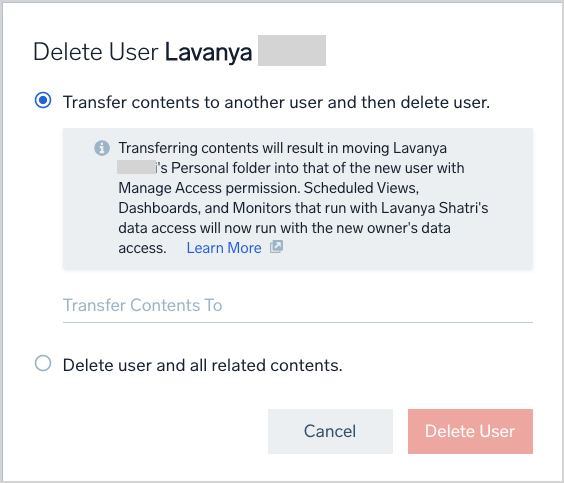 Delete User Lavanya
Transfer contents to another user and then delete user.
Transferring contents will result in moving Lavanya
i's Personal folder into that of the new user with
Manage Access permission. Scheduled Views,
Dashboards, and Monitors that run with Lavanya Shatri's
data access will now run with the new owner's data
access. Learn More
Transfer Contents To
Delete user and all related contents.
Cancel Delete User